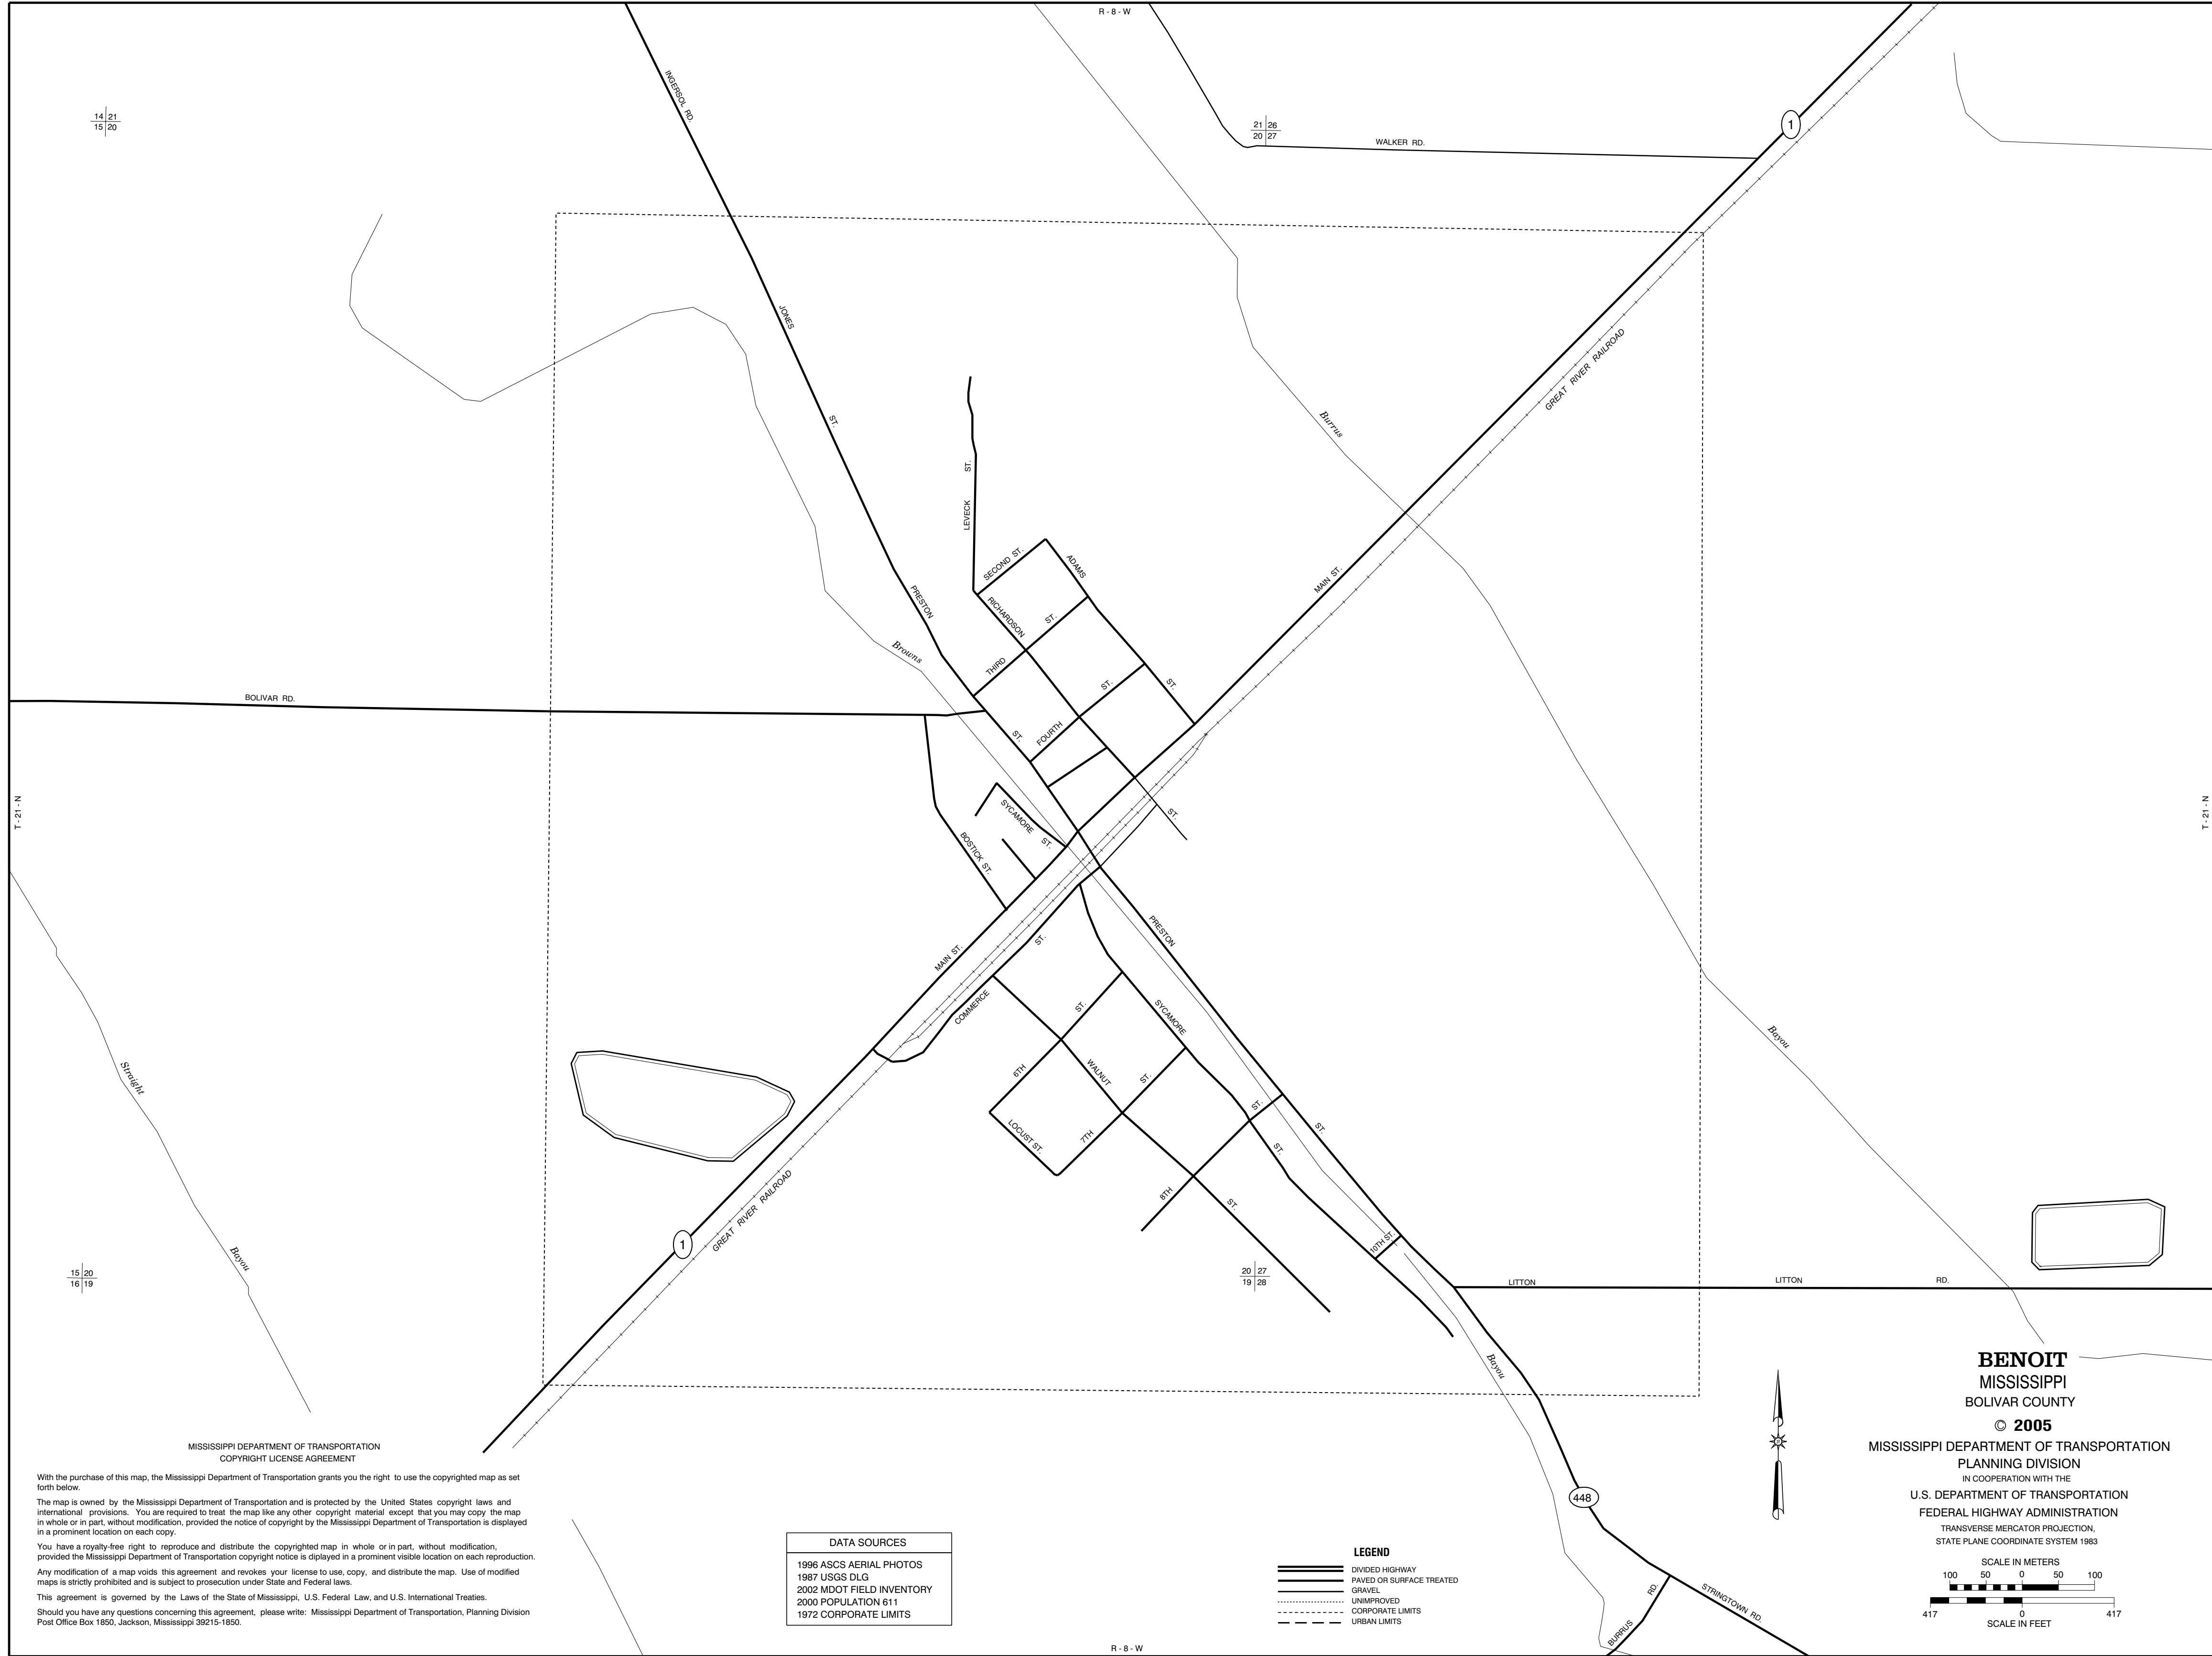 R - 8 - W
INGERSOL RD.
14 21
15 20
21 26
20 27
WALKER RD.
1
JONES
ST.
GREAT RIVER RAILROAD
Burrus
LEVECK ST.
SECOND ST.
ADAMS
ST.
RICHARDSON
ST.
THIRD ST.
FOURTH ST.
MAIN ST.
PRESTON
ST.
Browns
BOLIVAR RD.
T - 21 - N
T - 21 - N
SYCAMORE ST.
BOSTICK ST.
MAIN ST.
COMMERCE ST.
PRESTON
ST.
SYCAMORE
ST.
6TH ST.
WALNUT
ST.
7TH ST.
LOCUST ST.
8TH ST.
10TH ST.
Straight
Bayou
Bayou
GREAT RIVER RAILROAD
1
15 20
16 19
20 27
19 28
LITTON
LITTON RD.
Bayou
448
STRINGTOWN RD.
BURRUS RD.
MISSISSIPPI DEPARTMENT OF TRANSPORTATION
COPYRIGHT LICENSE AGREEMENT
With the purchase of this map, the Mississippi Department of Transportation grants you the right to use the copyrighted map as set
forth below.
The map is owned by the Mississippi Department of Transportation and is protected by the United States copyright laws and
international provisions. You are required to treat the map like any other copyright material except that you may copy the map
in whole or in part, without modification, provided the notice of copyright by the Mississippi Department of Transportation is displayed
in a prominent location on each copy.
You have a royalty-free right to reproduce and distribute the copyrighted map in whole or in part, without modification,
provided the Mississippi Department of Transportation copyright notice is diplayed in a prominent visible location on each reproduction.
Any modification of a map voids this agreement and revokes your license to use, copy, and distribute the map. Use of modified
maps is strictly prohibited and is subject to prosecution under State and Federal laws.
This agreement is governed by the Laws of the State of Mississippi, U.S. Federal Law, and U.S. International Treaties.
Should you have any questions concerning this agreement, please write: Mississippi Department of Transportation, Planning Division
Post Office Box 1850, Jackson, Mississippi 39215-1850.
DATA SOURCES
1996 ASCS AERIAL PHOTOS
1987 USGS DLG
2002 MDOT FIELD INVENTORY
2000 POPULATION 611
1972 CORPORATE LIMITS
LEGEND
DIVIDED HIGHWAY
PAVED OR SURFACE TREATED
GRAVEL
UNIMPROVED
CORPORATE LIMITS
URBAN LIMITS
R - 8 - W
BENOIT
MISSISSIPPI
BOLIVAR COUNTY
© 2005
MISSISSIPPI DEPARTMENT OF TRANSPORTATION
PLANNING DIVISION
IN COOPERATION WITH THE
U.S. DEPARTMENT OF TRANSPORTATION
FEDERAL HIGHWAY ADMINISTRATION
TRANSVERSE MERCATOR PROJECTION,
STATE PLANE COORDINATE SYSTEM 1983
SCALE IN METERS
100 50 0 50 100
417 0 417
SCALE IN FEET